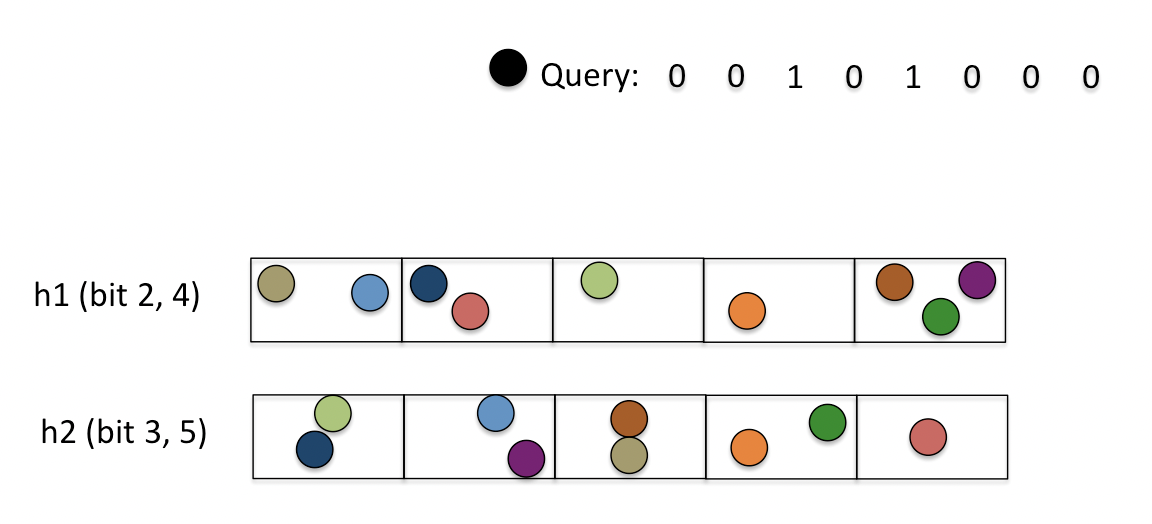 Query: 0 0 1 0 1 0 0 0
h1 (bit 2, 4)
h2 (bit 3, 5)